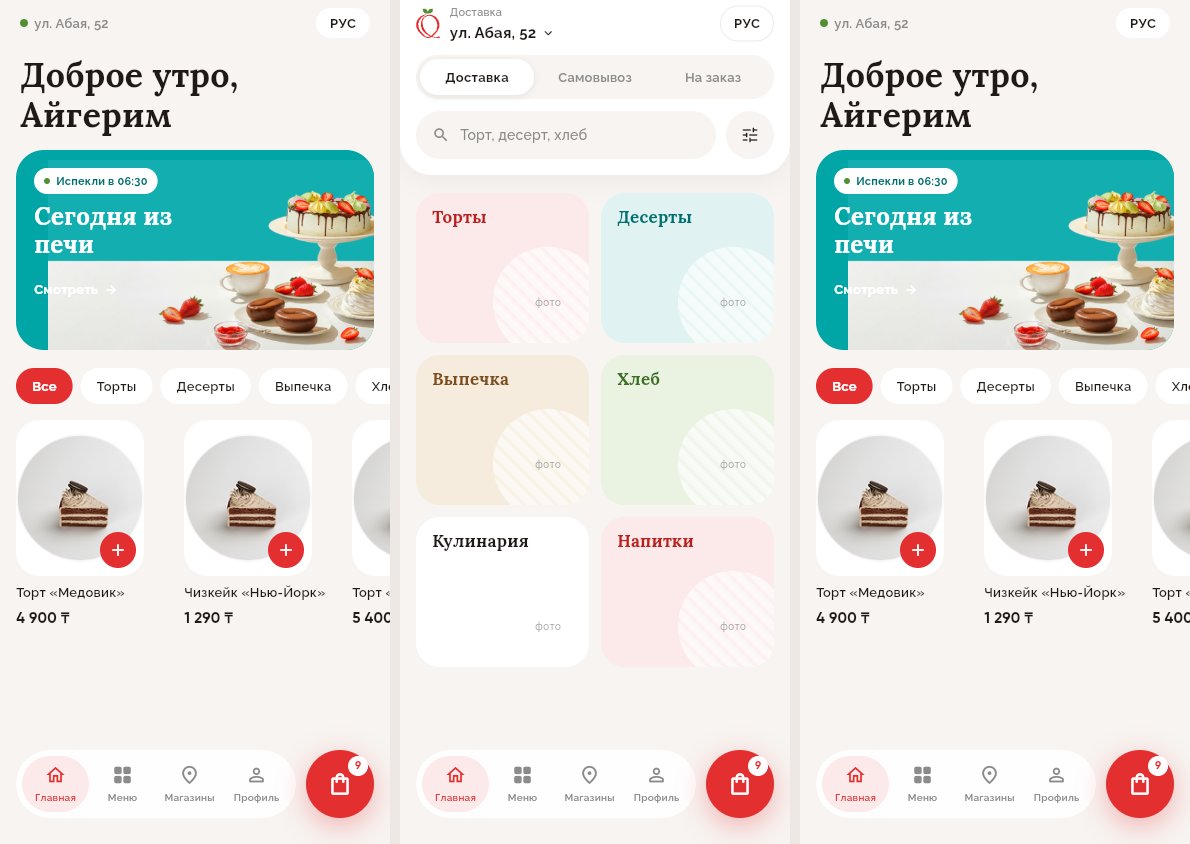 ул. Абая, 52
РУС
Доброе утро,
Айгерим
Испекли в 06:30
Сегодня из
печи
Смотреть →
Все
Торты
Десерты
Выпечка
Хле
Торт «Медовик»
4 900 ₸
Чизкейк «Нью-Йорк»
1 290 ₸
Торт «
5 400
Главная
Меню
Магазины
Профиль
9
Доставка
ул. Абая, 52
РУС
Доставка
Самовывоз
На заказ
Торт, десерт, хлеб
Торты
фото
Десерты
фото
Выпечка
фото
Хлеб
фото
Кулинария
фото
Напитки
фото
Главная
Меню
Магазины
Профиль
9
ул. Абая, 52
РУС
Доброе утро,
Айгерим
Испекли в 06:30
Сегодня из
печи
Смотреть →
Все
Торты
Десерты
Выпечка
Хле
Торт «Медовик»
4 900 ₸
Чизкейк «Нью-Йорк»
1 290 ₸
Торт «
5 400
Главная
Меню
Магазины
Профиль
9